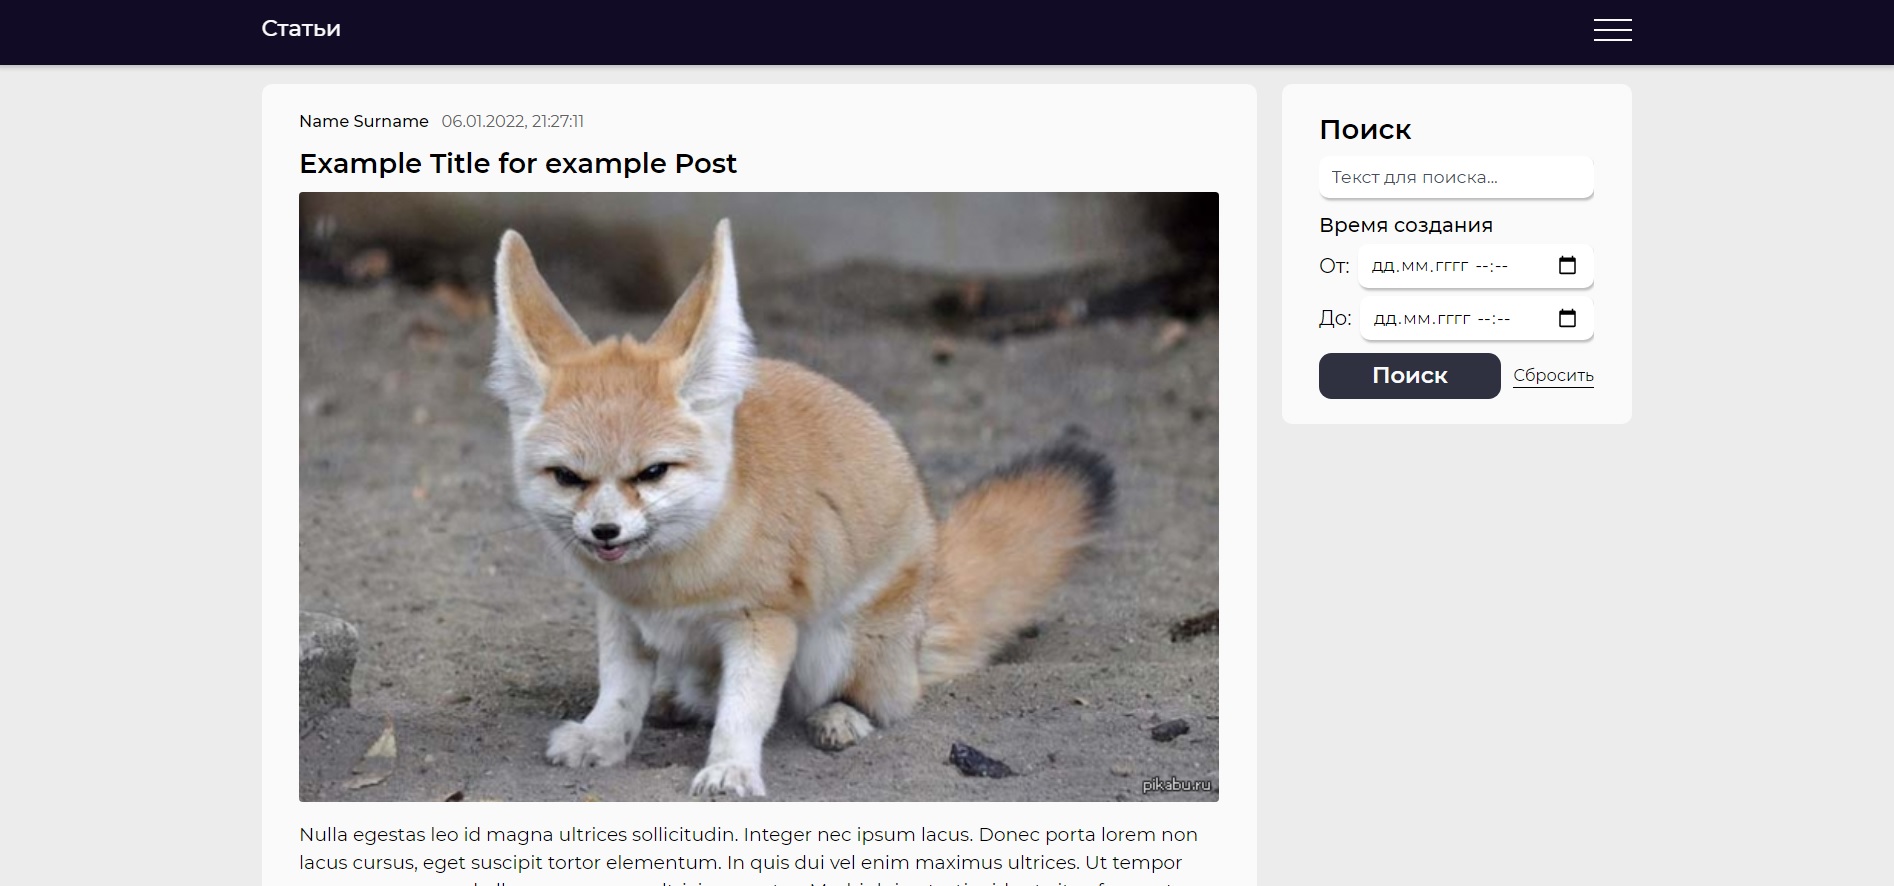 Статьи
Name Surname 06.01.2022, 21:27:11
Example Title for example Post
pikabu.ru
Nulla egestas leo id magna ultrices sollicitudin. Integer nec ipsum lacus. Donec porta lorem non
lacus cursus, eget suscipit tortor elementum. In quis dui vel enim maximus ultrices. Ut tempor
Поиск
Текст для поиска...
Время создания
От: дд.мм.гггг --:--
До: дд.мм.гггг --:--
Поиск Сбросить